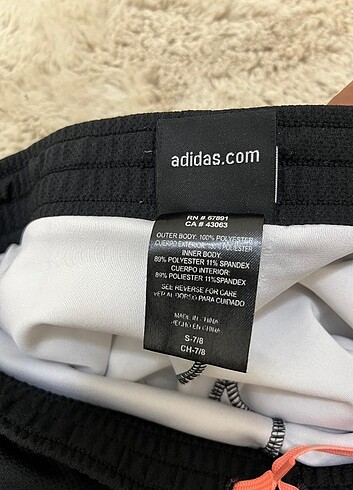 adidas.com
RN # 67891
CA # 43063
OUTER BODY: 100% POLYESTER
CUERPO EXTERIOR: 100% POLYESTER
INNER BODY:
89% POLYESTER 11% SPANDEX
CUERPO INTERIOR:
89% POLIESTER 11%SPANDEX
SEE REVERSE FOR CARE
VER AL DORSO PARA CUIDADO
MADE IN CHINA
HECHO EN CHINA
S-7/8
CH-7/8